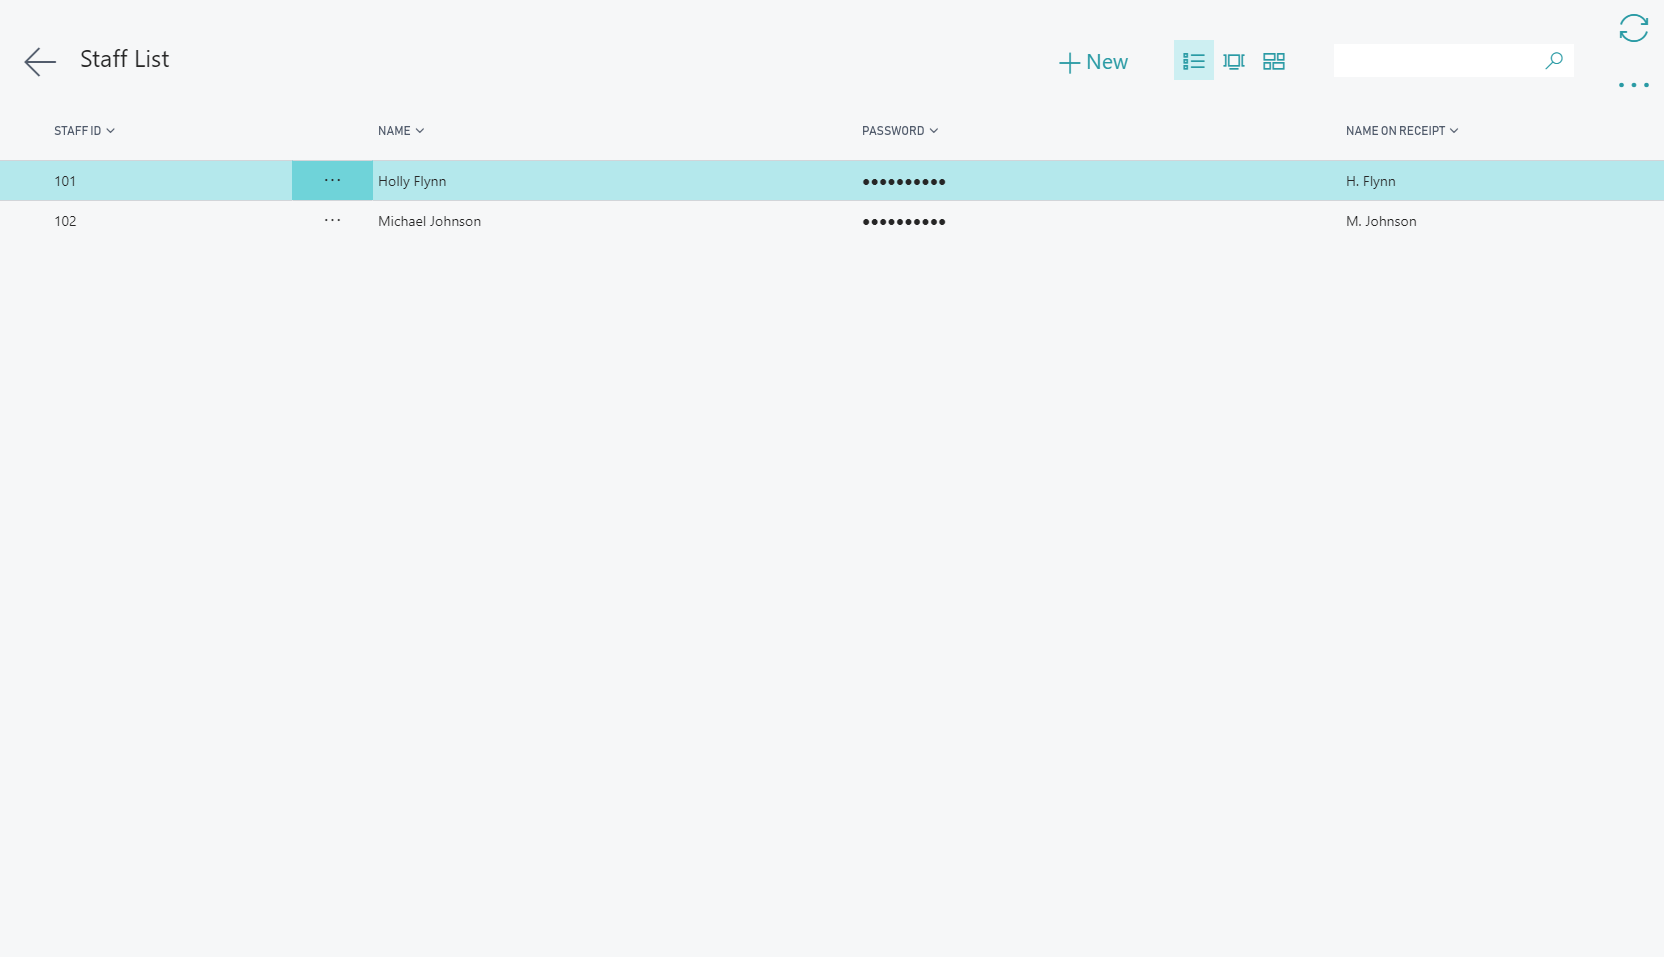 Staff List
New
STAFF ID NAME PASSWORD NAME ON RECEIPT
101 ··· Holly Flynn ●●●●●●●●●● H. Flynn
102 ··· Michael Johnson ●●●●●●●●●● M. Johnson